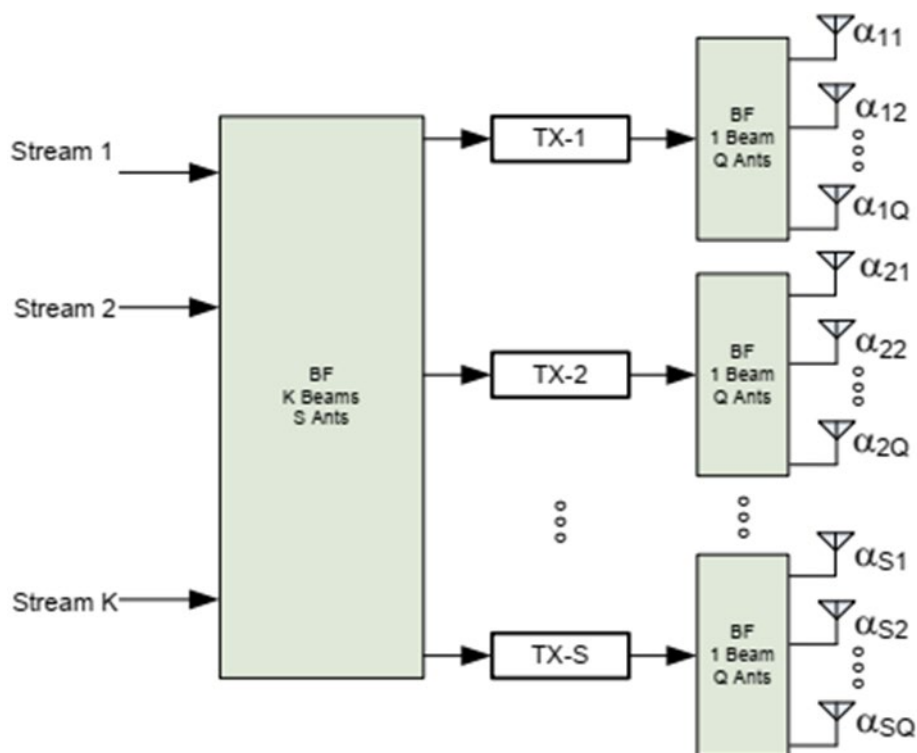 Stream 1
Stream 2
Stream K
BF
K Beams
S Ants
TX-1
TX-2
TX-S
BF
1 Beam
Q Ants
α11
α12
α1Q
BF
1 Beam
Q Ants
α21
α22
α2Q
BF
1 Beam
Q Ants
αS1
αS2
αSQ